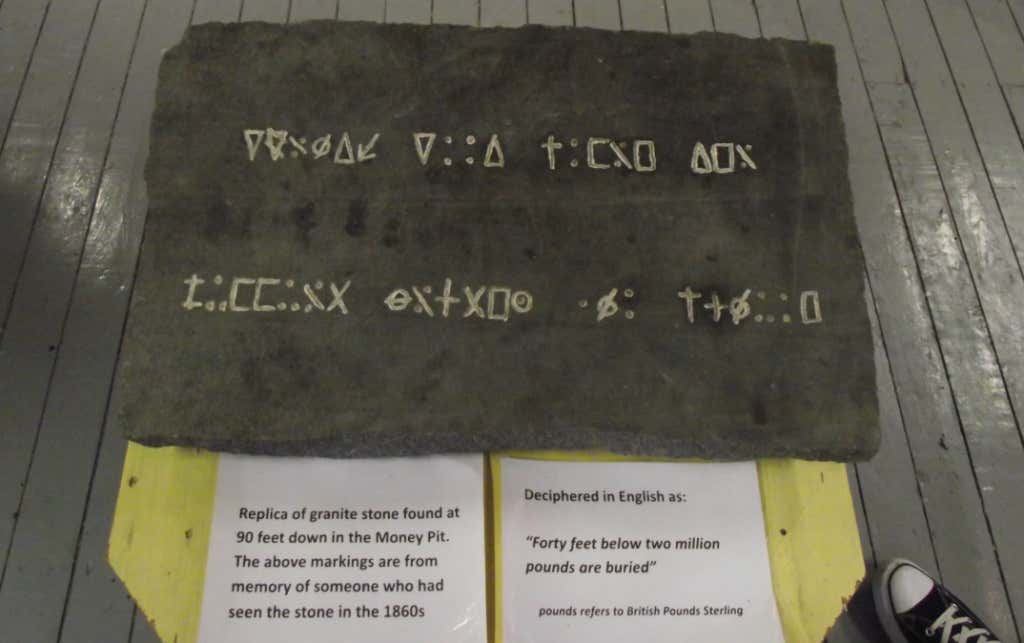 Replica of granite stone found at
90 feet down in the Money Pit.
The above markings are from
memory of someone who had
seen the stone in the 1860s
Deciphered in English as:
“Forty feet below two million
pounds are buried”
pounds refers to British Pounds Sterling